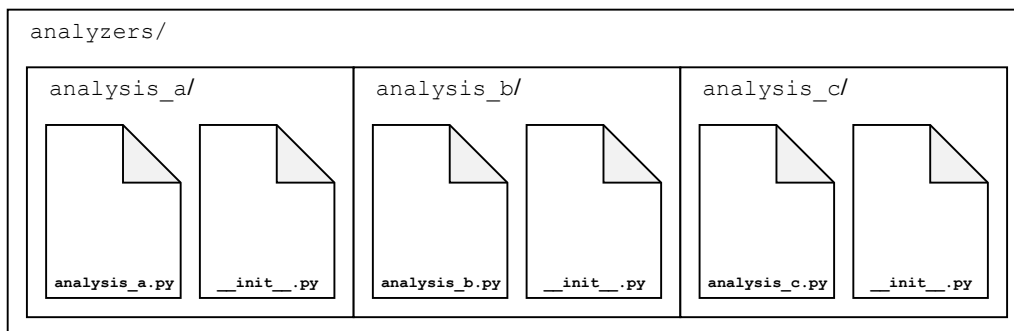 analyzers/
analysis_a/
analysis_b/
analysis_c/
analysis_a.py
__init__.py
analysis_b.py
__init__.py
analysis_c.py
__init__.py